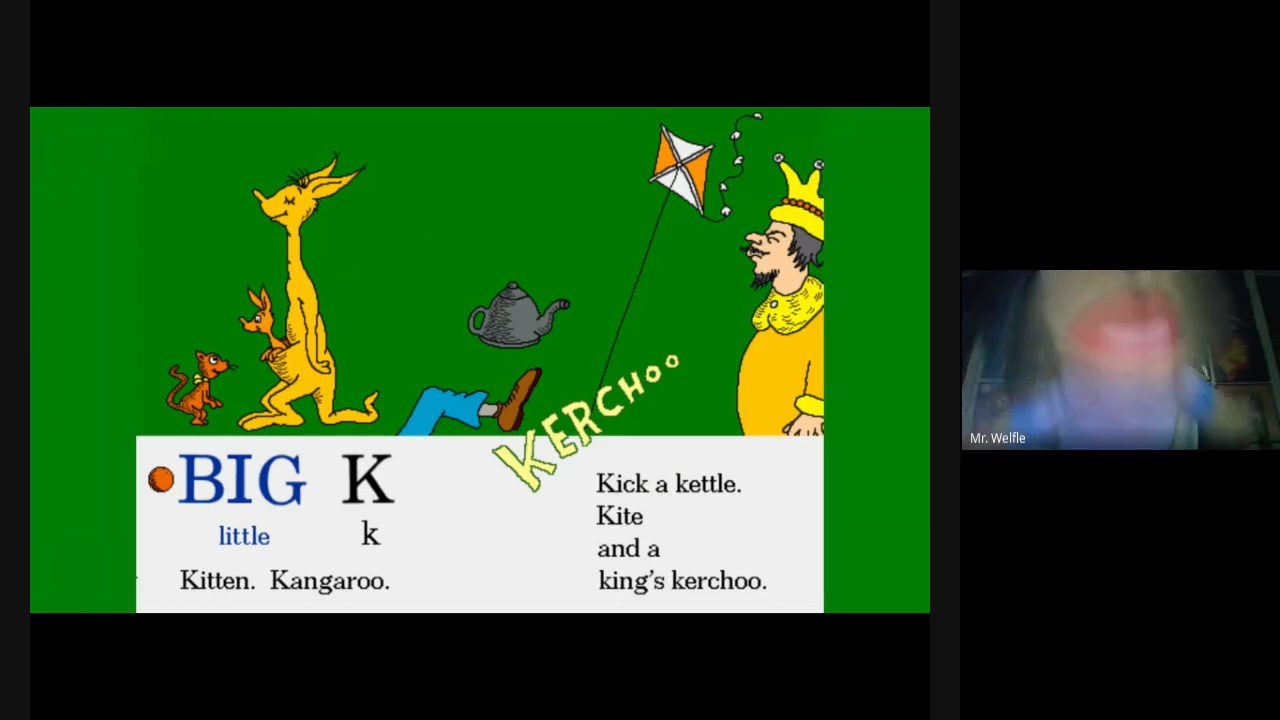 KERCHOO
BIG K
little k
Kitten. Kangaroo.
Kick a kettle.
Kite
and a
king's kerchoo.
Mr. Welfle